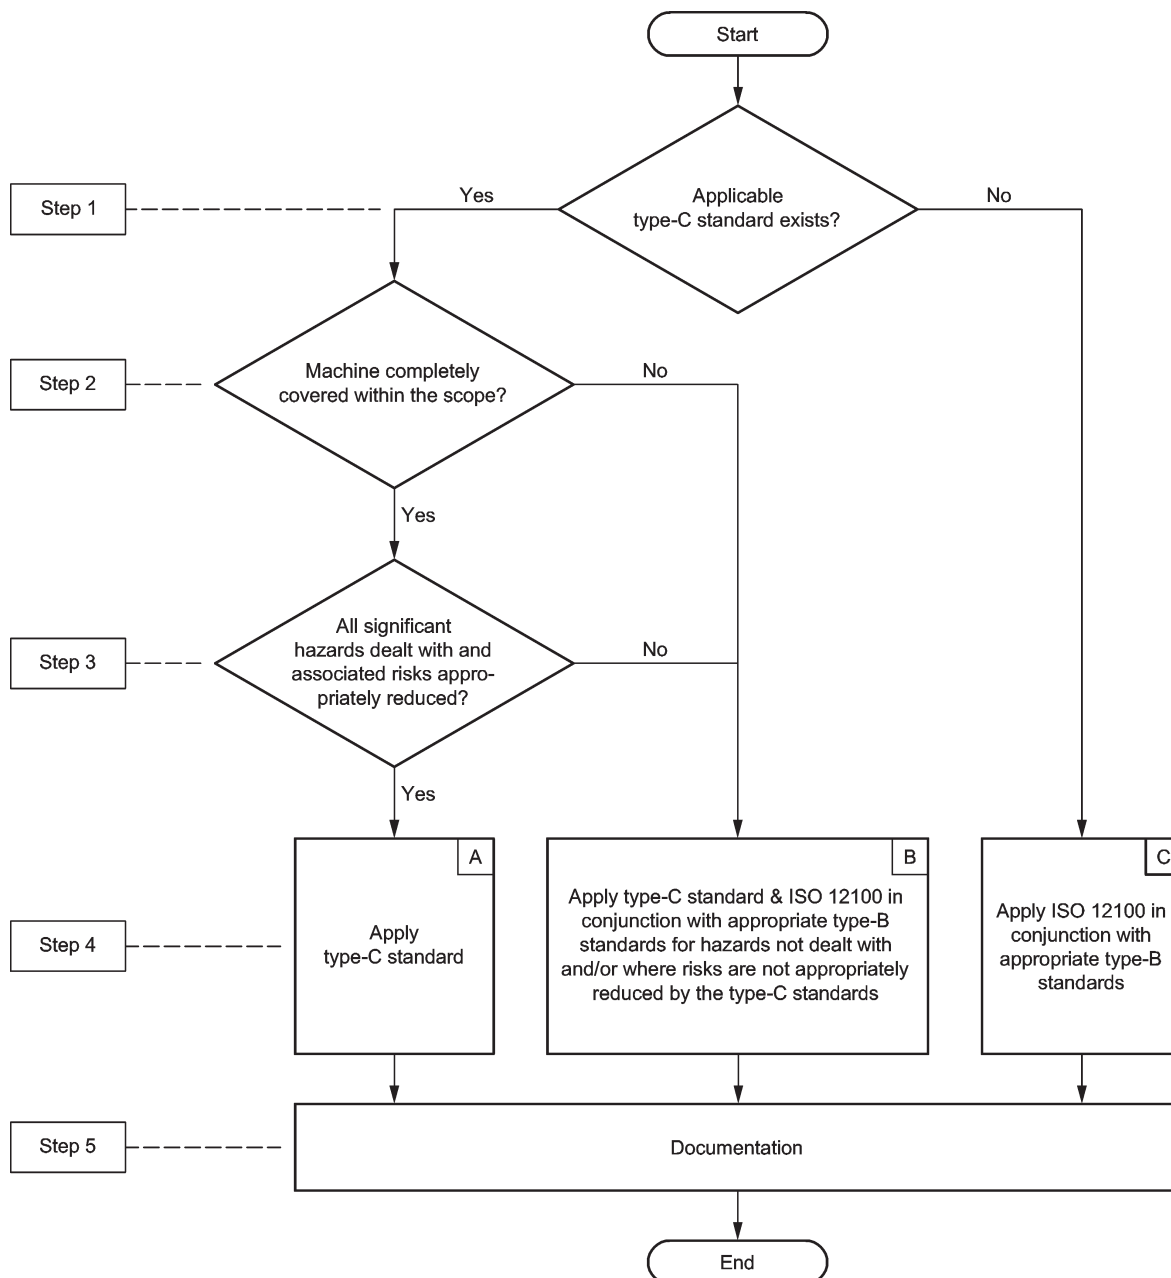 Start
Step 1
Yes
Applicable
type-C standard exists?
No
Step 2
Machine completely
covered within the scope?
No
Yes
Step 3
All significant
hazards dealt with and
associated risks appro-
priately reduced?
No
Yes
Step 4
A
Apply
type-C standard
B
Apply type-C standard & ISO 12100 in
conjunction with appropriate type-B
standards for hazards not dealt with
and/or where risks are not appropriately
reduced by the type-C standards
C
Apply ISO 12100 in
conjunction with
appropriate type-B
standards
Step 5
Documentation
End